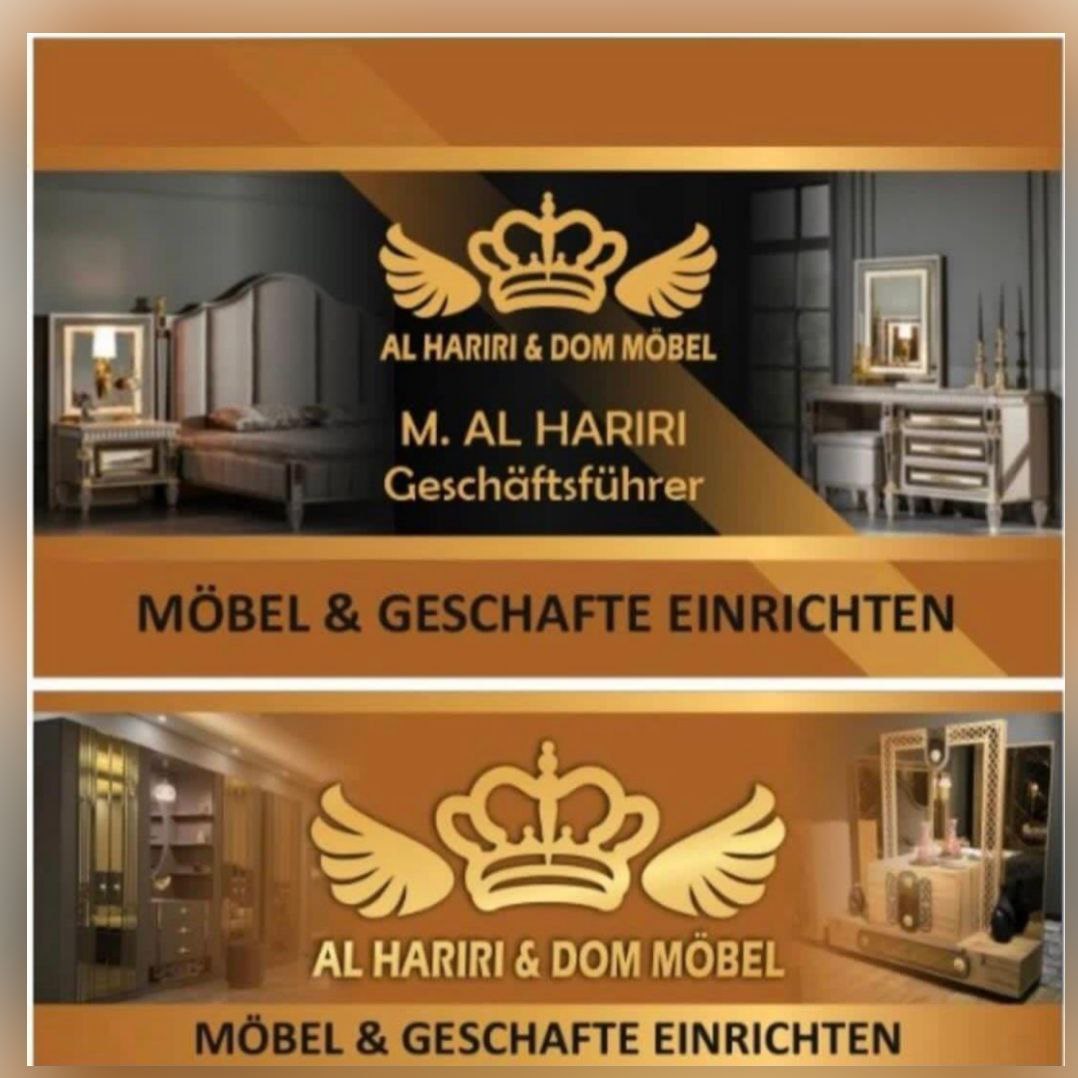 AL HARIRI & DOM MÖBEL
M. AL HARIRI
Geschäftsführer
MÖBEL & GESCHAFTE EINRICHTEN
AL HARIRI & DOM MÖBEL
MÖBEL & GESCHAFTE EINRICHTEN